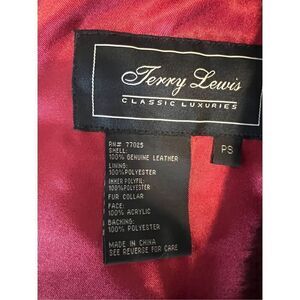 Terry Lewis
CLASSIC LUXURIES
PS
RN# 77025
SHELL:
100% GENUINE LEATHER
LINING:
100%POLYESTER
INNER POLYFIL:
100%POLYESTER
FUR COLLAR
FACE:
100% ACRYLIC
BACKING:
100% POLYESTER
MADE IN CHINA
SEE REVERSE FOR CARE